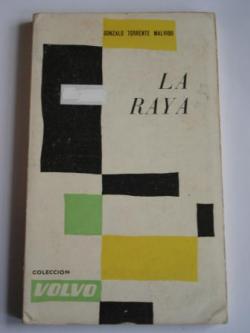 GONZALO TORRENTE MALVIDO
LA
RAYA
COLECCION
VOLVO